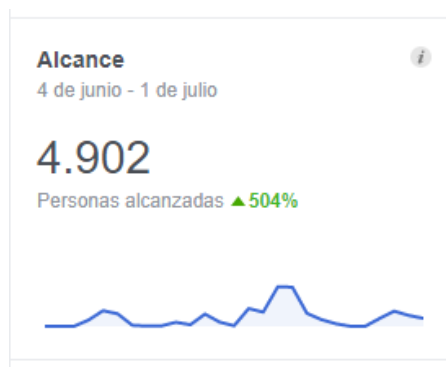 Alcance
4 de junio - 1 de julio
4.902
Personas alcanzadas ▲504%